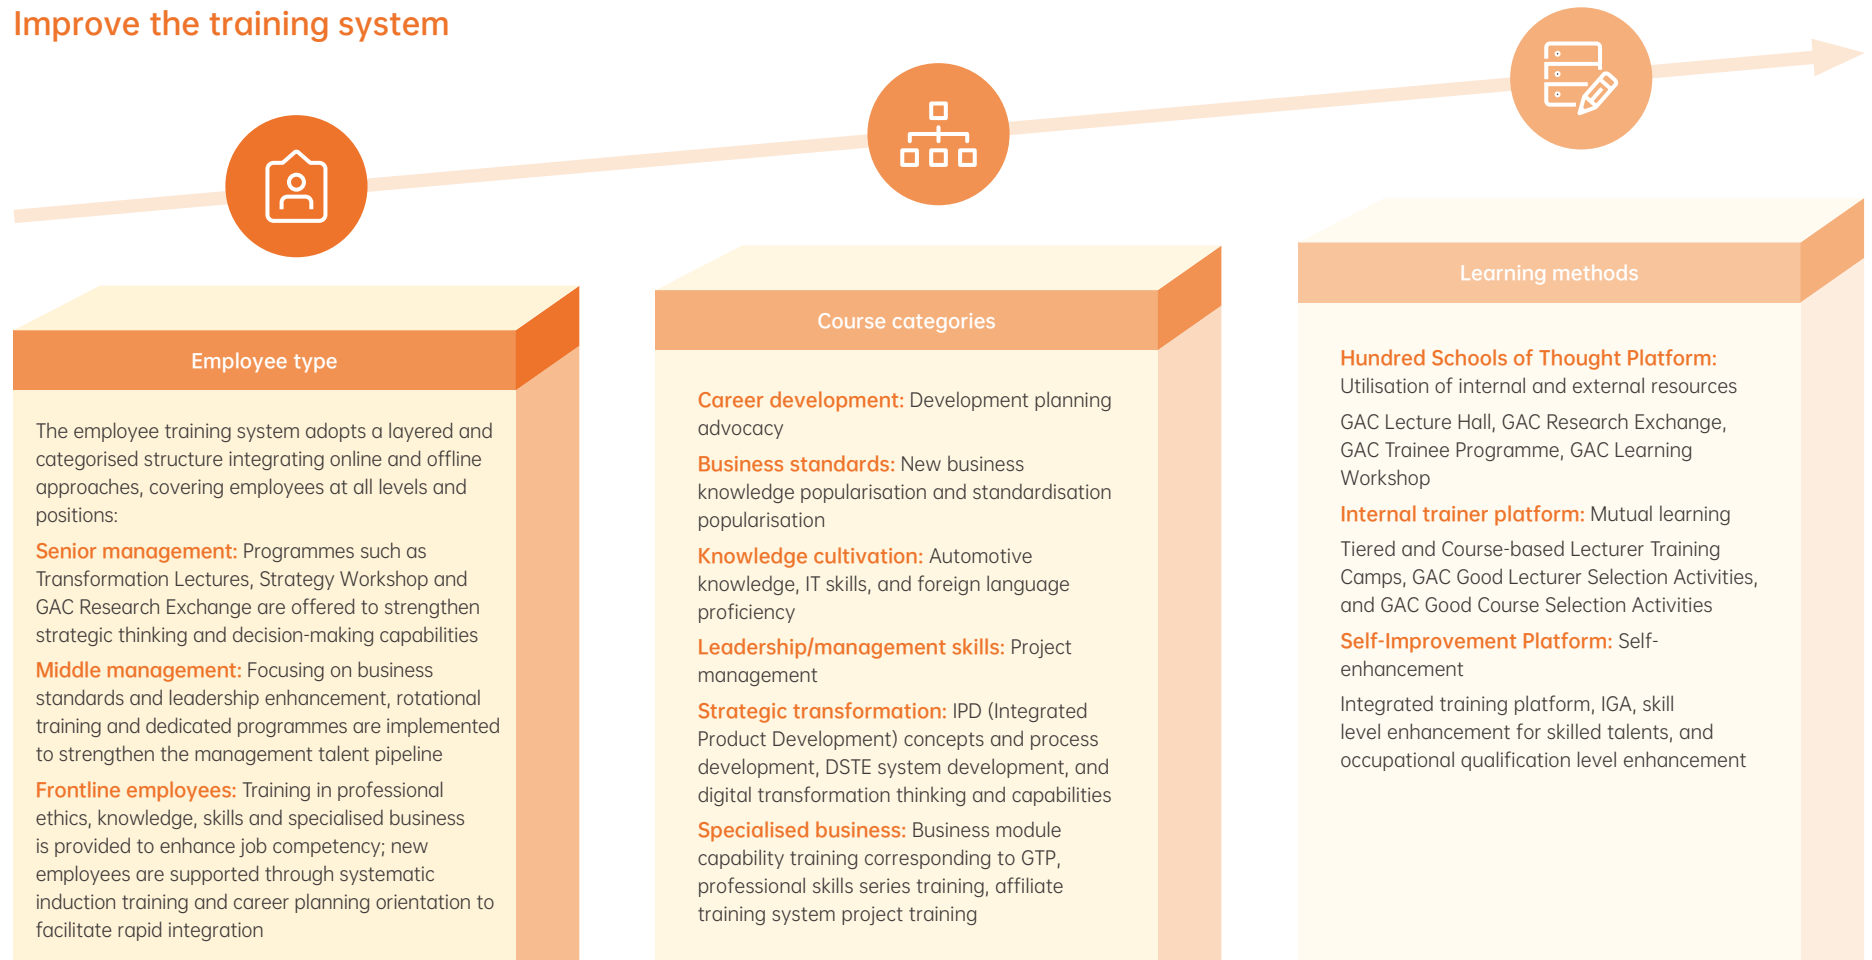 Improve the training system
Employee type
The employee training system adopts a layered and
categorised structure integrating online and offline
approaches, covering employees at all levels and
positions:
Senior management: Programmes such as
Transformation Lectures, Strategy Workshop and
GAC Research Exchange are offered to strengthen
strategic thinking and decision-making capabilities
Middle management: Focusing on business
standards and leadership enhancement, rotational
training and dedicated programmes are implemented
to strengthen the management talent pipeline
Frontline employees: Training in professional
ethics, knowledge, skills and specialised business
is provided to enhance job competency; new
employees are supported through systematic
induction training and career planning orientation to
facilitate rapid integration
Course categories
Career development: Development planning
advocacy
Business standards: New business
knowledge popularisation and standardisation
popularisation
Knowledge cultivation: Automotive
knowledge, IT skills, and foreign language
proficiency
Leadership/management skills: Project
management
Strategic transformation: IPD (Integrated
Product Development) concepts and process
development, DSTE system development, and
digital transformation thinking and capabilities
Specialised business: Business module
capability training corresponding to GTP,
professional skills series training, affiliate
training system project training
Learning methods
Hundred Schools of Thought Platform:
Utilisation of internal and external resources
GAC Lecture Hall, GAC Research Exchange,
GAC Trainee Programme, GAC Learning
Workshop
Internal trainer platform: Mutual learning
Tiered and Course-based Lecturer Training
Camps, GAC Good Lecturer Selection Activities,
and GAC Good Course Selection Activities
Self-Improvement Platform: Self-
enhancement
Integrated training platform, IGA, skill
level enhancement for skilled talents, and
occupational qualification level enhancement